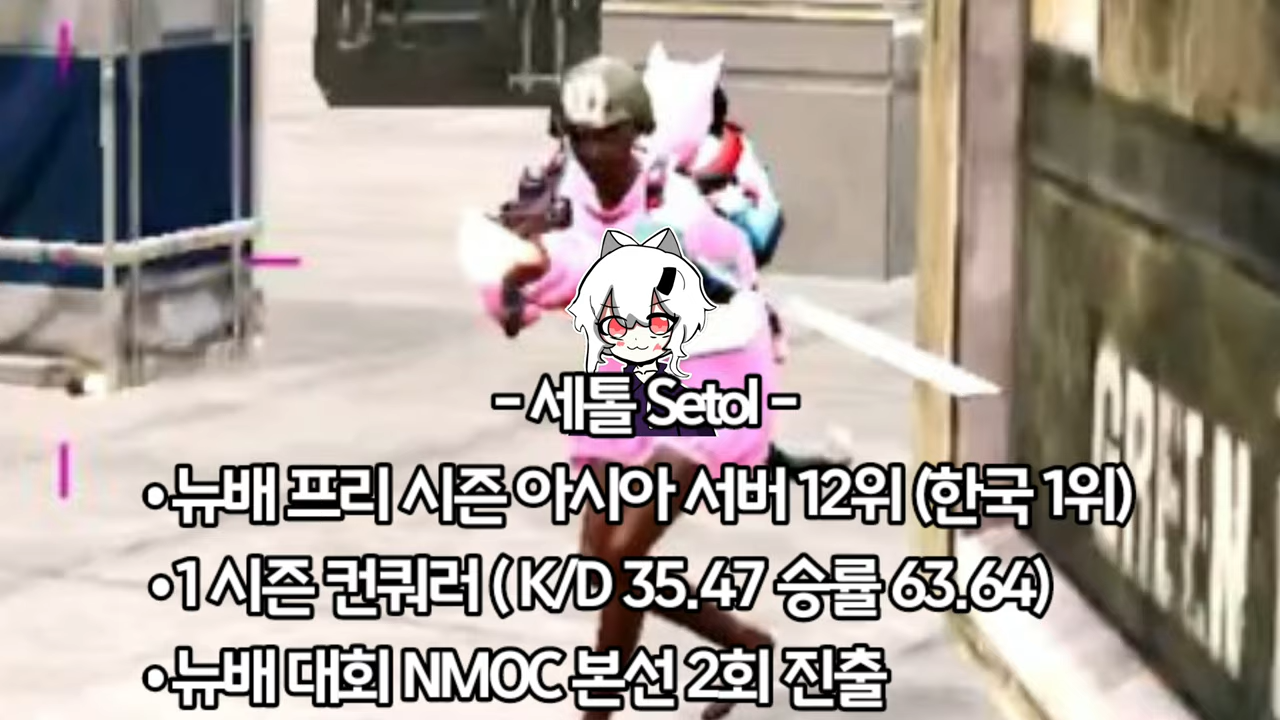 - 세톨 Setol -
•뉴배 프리 시즌 아시아 서버 12위 (한국 1위)
•1 시즌 컨쿼러 ( K/D 35.47 승률 63.64)
•뉴배 대회 NMOC 본선 2회 진출